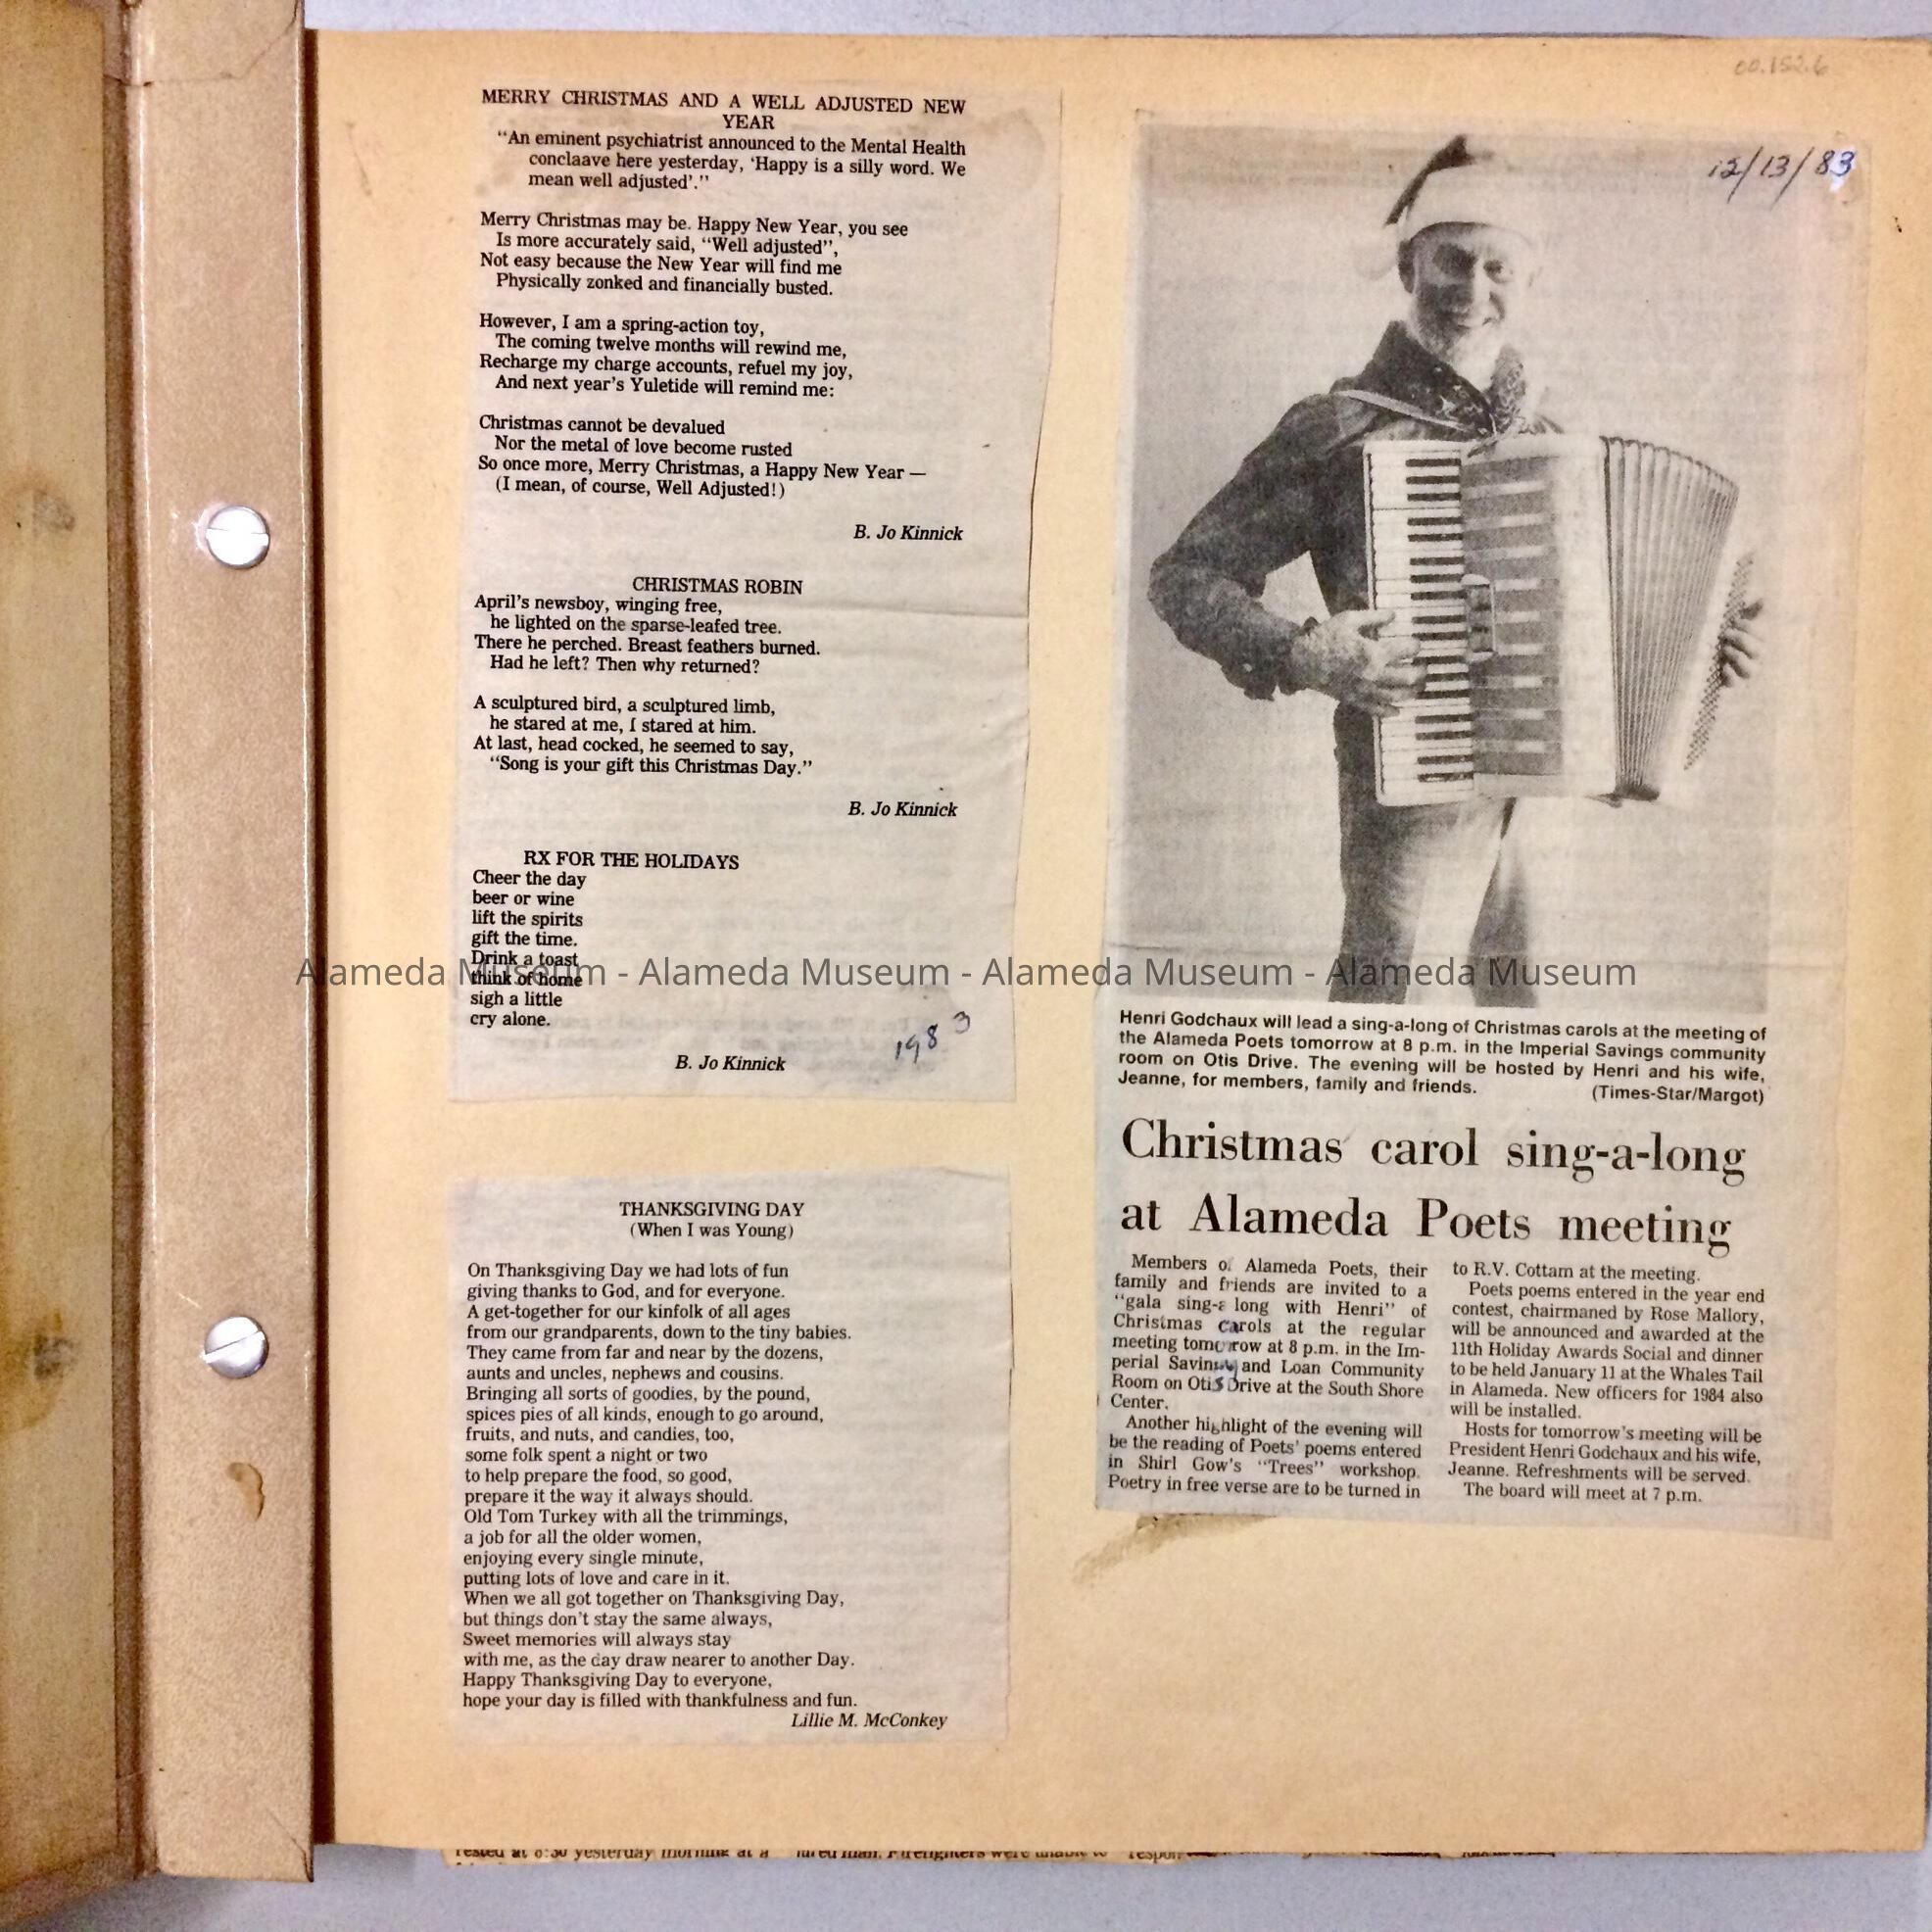 MERRY CHRISTMAS AND A WELL ADJUSTED NEW
YEAR
"An eminent psychiatrist announced to the Mental Health
conclaave here yesterday, 'Happy is a silly word. We
mean well adjusted'."
Merry Christmas may be. Happy New Year, you see
Is more accurately said, "Well adjusted",
Not easy because the New Year will find me
Physically zonked and financially busted.
However, I am a spring-action toy,
The coming twelve months will rewind me,
Recharge my charge accounts, refuel my joy,
And next year's Yuletide will remind me:
Christmas cannot be devalued
Nor the metal of love become rusted
So once more, Merry Christmas, a Happy New Year —
(I mean, of course, Well Adjusted!)
B. Jo Kinnick
CHRISTMAS ROBIN
April's newsboy, winging free,
he lighted on the sparse-leafed tree.
There he perched. Breast feathers burned.
Had he left? Then why returned?
A sculptured bird, a sculptured limb,
he stared at me, I stared at him.
At last, head cocked, he seemed to say,
"Song is your gift this Christmas Day."
B. Jo Kinnick
RX FOR THE HOLIDAYS
Cheer the day
beer or wine
lift the spirits
gift the time.
Drink a toast
think of home
sigh a little
cry alone.
B. Jo Kinnick
1983
THANKSGIVING DAY
(When I was Young)
On Thanksgiving Day we had lots of fun
giving thanks to God, and for everyone.
A get-together for our kinfolk of all ages
from our grandparents, down to the tiny babies.
They came from far and near by the dozens,
aunts and uncles, nephews and cousins.
Bringing all sorts of goodies, by the pound,
spices pies of all kinds, enough to go around,
fruits, and nuts, and candies, too,
some folk spent a night or two
to help prepare the food, so good,
prepare it the way it always should.
Old Tom Turkey with all the trimmings,
a job for all the older women,
enjoying every single minute,
putting lots of love and care in it.
When we all got together on Thanksgiving Day,
but things don't stay the same always,
Sweet memories will always stay
with me, as the day draw nearer to another Day.
Happy Thanksgiving Day to everyone,
hope your day is filled with thankfulness and fun.
Lillie M. McConkey
12/13/83
Henri Godchaux will lead a sing-a-long of Christmas carols at the meeting of
the Alameda Poets tomorrow at 8 p.m. in the Imperial Savings community
room on Otis Drive. The evening will be hosted by Henri and his wife,
Jeanne, for members, family and friends. (Times-Star/Margot)
Christmas carol sing-a-long
at Alameda Poets meeting
Members of Alameda Poets, their
family and friends are invited to a
"gala sing-a long with Henri" of
Christmas carols at the regular
meeting tomorrow at 8 p.m. in the Im-
perial Savings and Loan Community
Room on Otis Drive at the South Shore
Center.
Another highlight of the evening will
be the reading of Poets' poems entered
in Shirl Gow's "Trees" workshop.
Poetry in free verse are to be turned in
to R.V. Cottam at the meeting.
Poets poems entered in the year end
contest, chairmaned by Rose Mallory,
will be announced and awarded at the
11th Holiday Awards Social and dinner
to be held January 11 at the Whales Tail
in Alameda. New officers for 1984 also
will be installed.
Hosts for tomorrow's meeting will be
President Henri Godchaux and his wife,
Jeanne. Refreshments will be served.
The board will meet at 7 p.m.
Alameda Museum - Alameda Museum - Alameda Museum - Alameda Museum